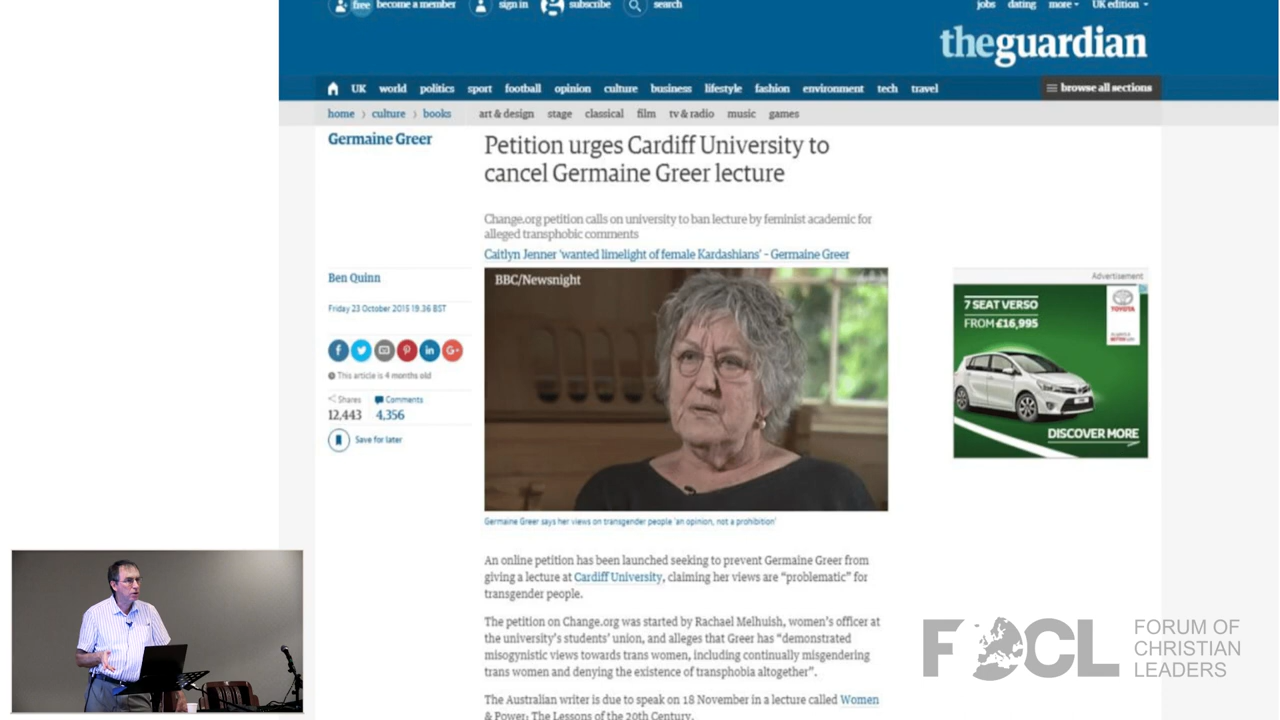 free become a member sign in subscribe search jobs dating more UK edition
theguardian
UK world politics sport football opinion culture business lifestyle fashion environment tech travel browse all sections
home culture books art & design stage classical film tv & radio music games
Germaine Greer
Petition urges Cardiff University to
cancel Germaine Greer lecture
Change.org petition calls on university to ban lecture by feminist academic for
alleged transphobic comments
Caitlyn Jenner 'wanted limelight of female Kardashians' - Germaine Greer
Ben Quinn
Friday 23 October 2015 19.36 BST
This article is 4 months old
Shares Comments
12,443 4,356
Save for later
BBC/Newsnight
Germaine Greer says her views on transgender people 'an opinion, not a prohibition'
An online petition has been launched seeking to prevent Germaine Greer from
giving a lecture at Cardiff University, claiming her views are “problematic” for
transgender people.
The petition on Change.org was started by Rachael Melhuish, women’s officer at
the university’s students’ union, and alleges that Greer has “demonstrated
misogynistic views towards trans women, including continually misgendering
trans women and denying the existence of transphobia altogether”.
The Australian writer is due to speak on 18 November in a lecture called Women
& Power: The Lessons of the 20th Century.
Advertisement
7 SEAT VERSO
FROM £16,995
TOYOTA
DISCOVER MORE
FOCL
FORUM OF
CHRISTIAN
LEADERS